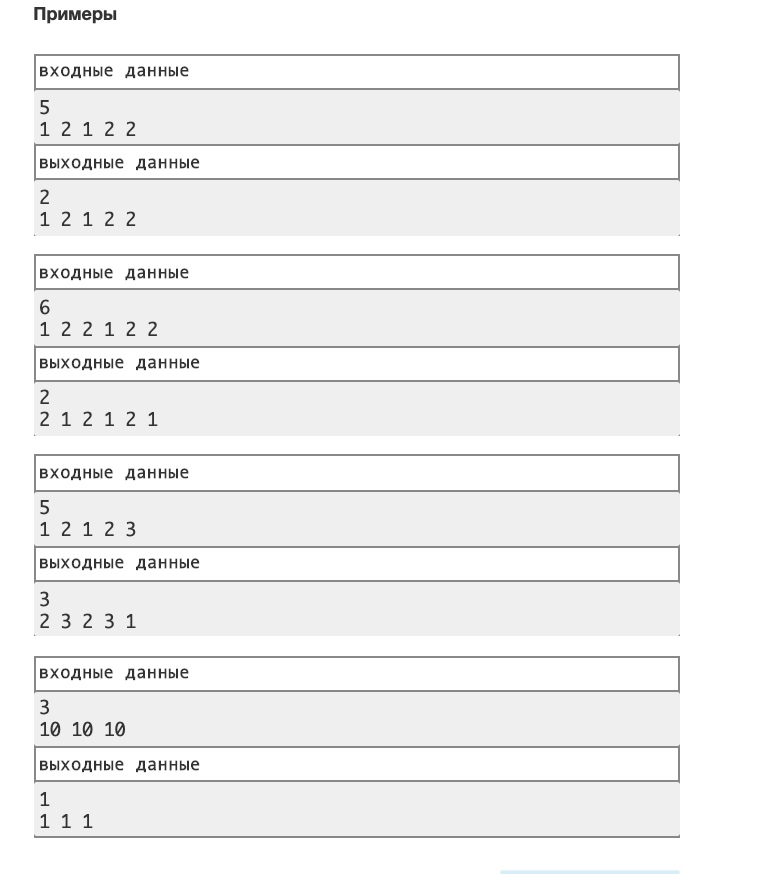 Примеры
входные данные
5
1 2 1 2 2
выходные данные
2
1 2 1 2 2
входные данные
6
1 2 2 1 2 2
выходные данные
2
2 1 2 1 2 1
входные данные
5
1 2 1 2 3
выходные данные
3
2 3 2 3 1
входные данные
3
10 10 10
выходные данные
1
1 1 1